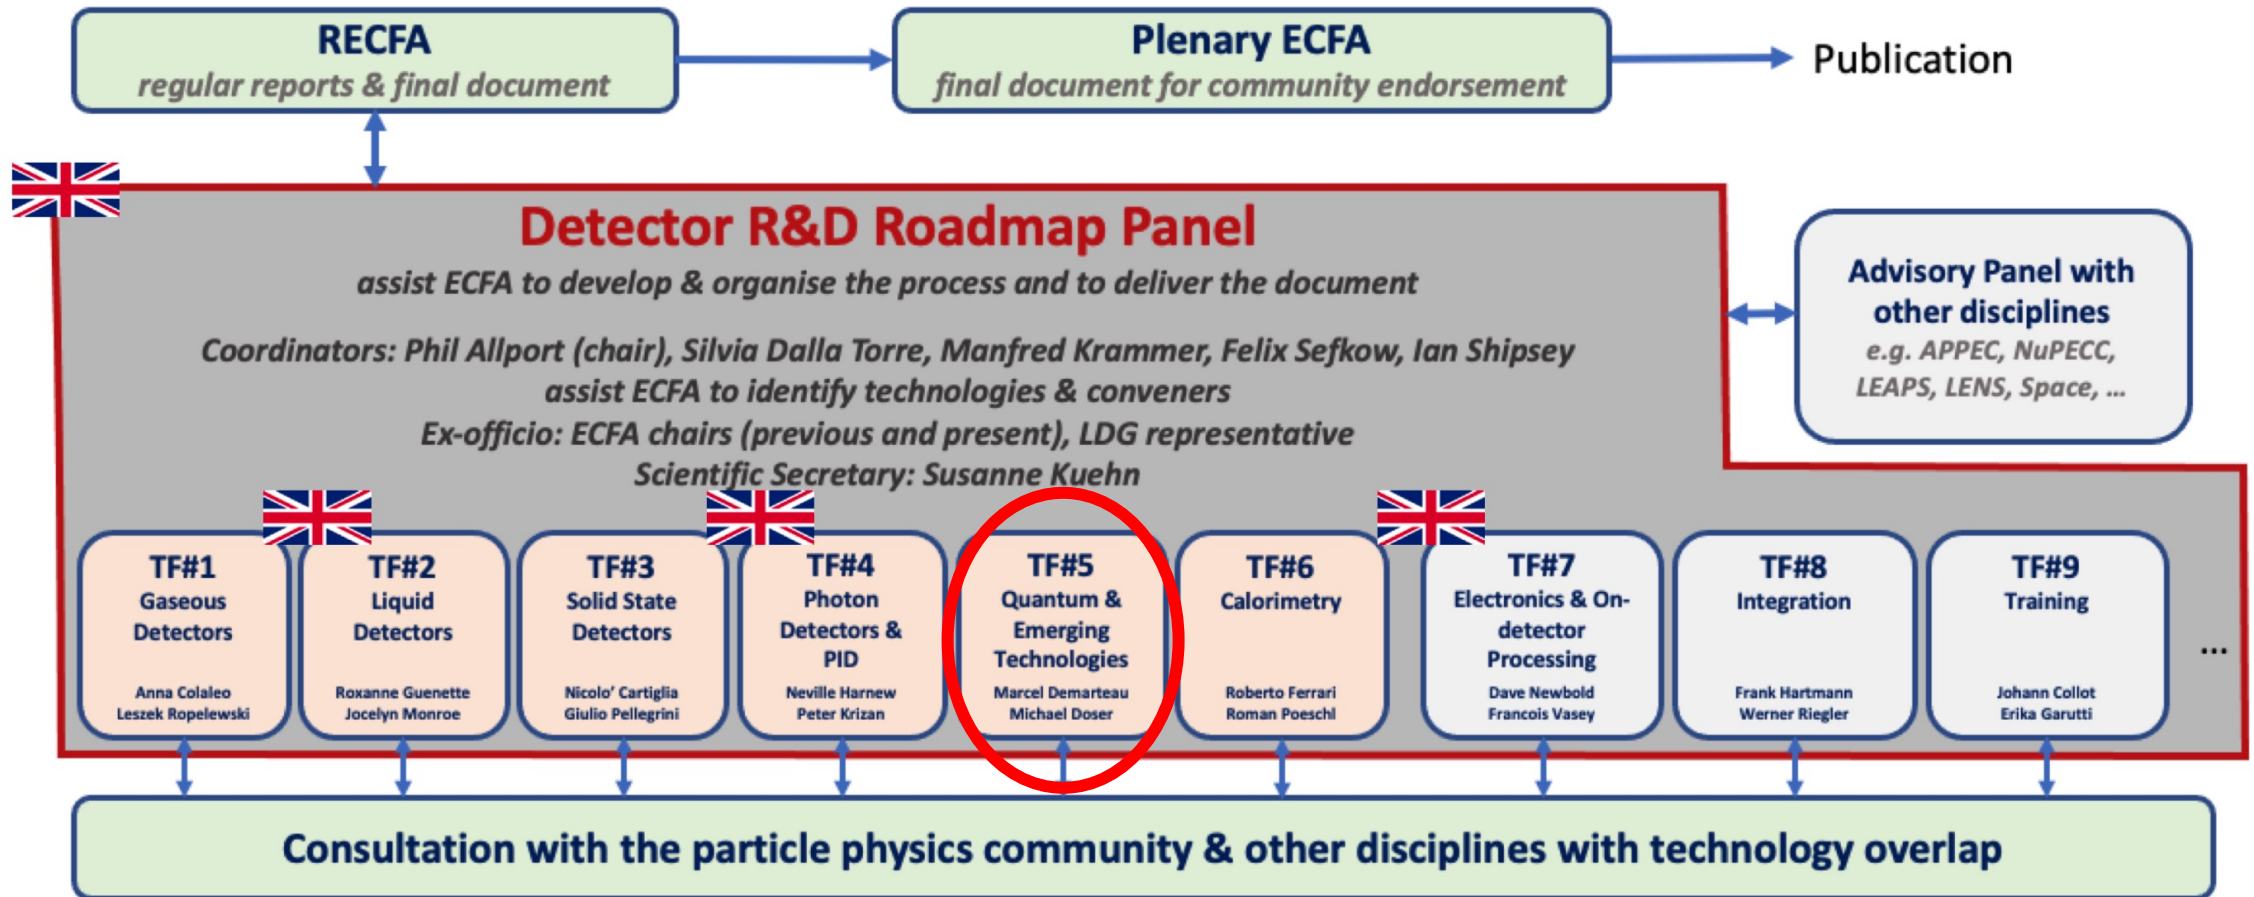 RECFA
regular reports & final document
Plenary ECFA
final document for community endorsement
Publication
Detector R&D Roadmap Panel
assist ECFA to develop & organise the process and to deliver the document
Coordinators: Phil Allport (chair), Silvia Dalla Torre, Manfred Krammer, Felix Sefkow, Ian Shipsey
assist ECFA to identify technologies & conveners
Ex-officio: ECFA chairs (previous and present), LDG representative
Scientific Secretary: Susanne Kuehn
Advisory Panel with
other disciplines
e.g. APPEC, NuPECC,
LEAPS, LENS, Space, ...
TF#1
Gaseous
Detectors
Anna Colaleo
Leszek Ropelewski
TF#2
Liquid
Detectors
Roxanne Guenette
Jocelyn Monroe
TF#3
Solid State
Detectors
Nicolo’ Cartiglia
Giulio Pellegrini
TF#4
Photon
Detectors &
PID
Neville Harnew
Peter Krizan
TF#5
Quantum &
Emerging
Technologies
Marcel Demarteau
Michael Doser
TF#6
Calorimetry
Roberto Ferrari
Roman Poeschl
TF#7
Electronics & On-
detector
Processing
Dave Newbold
Francois Vasey
TF#8
Integration
Frank Hartmann
Werner Riegler
TF#9
Training
Johann Collot
Erika Garutti
...
Consultation with the particle physics community & other disciplines with technology overlap